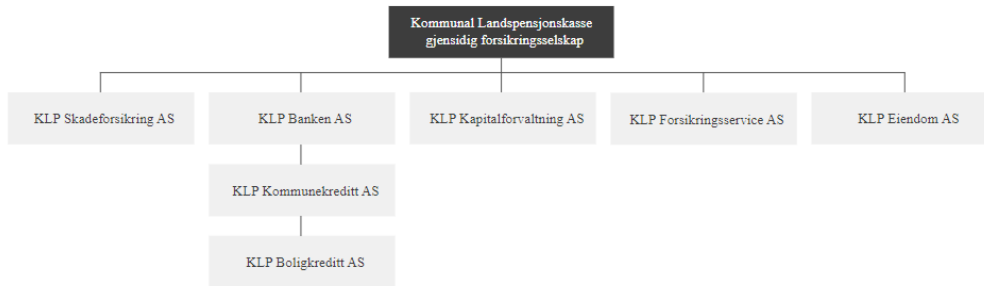 Kommunal Landspensjonskasse
gjensidig forsikringsselskap
KLP Skadeforsikring AS
KLP Banken AS
KLP Kapitalforvaltning AS
KLP Forsikringsservice AS
KLP Eiendom AS
KLP Kommunekreditt AS
KLP Boligkreditt AS